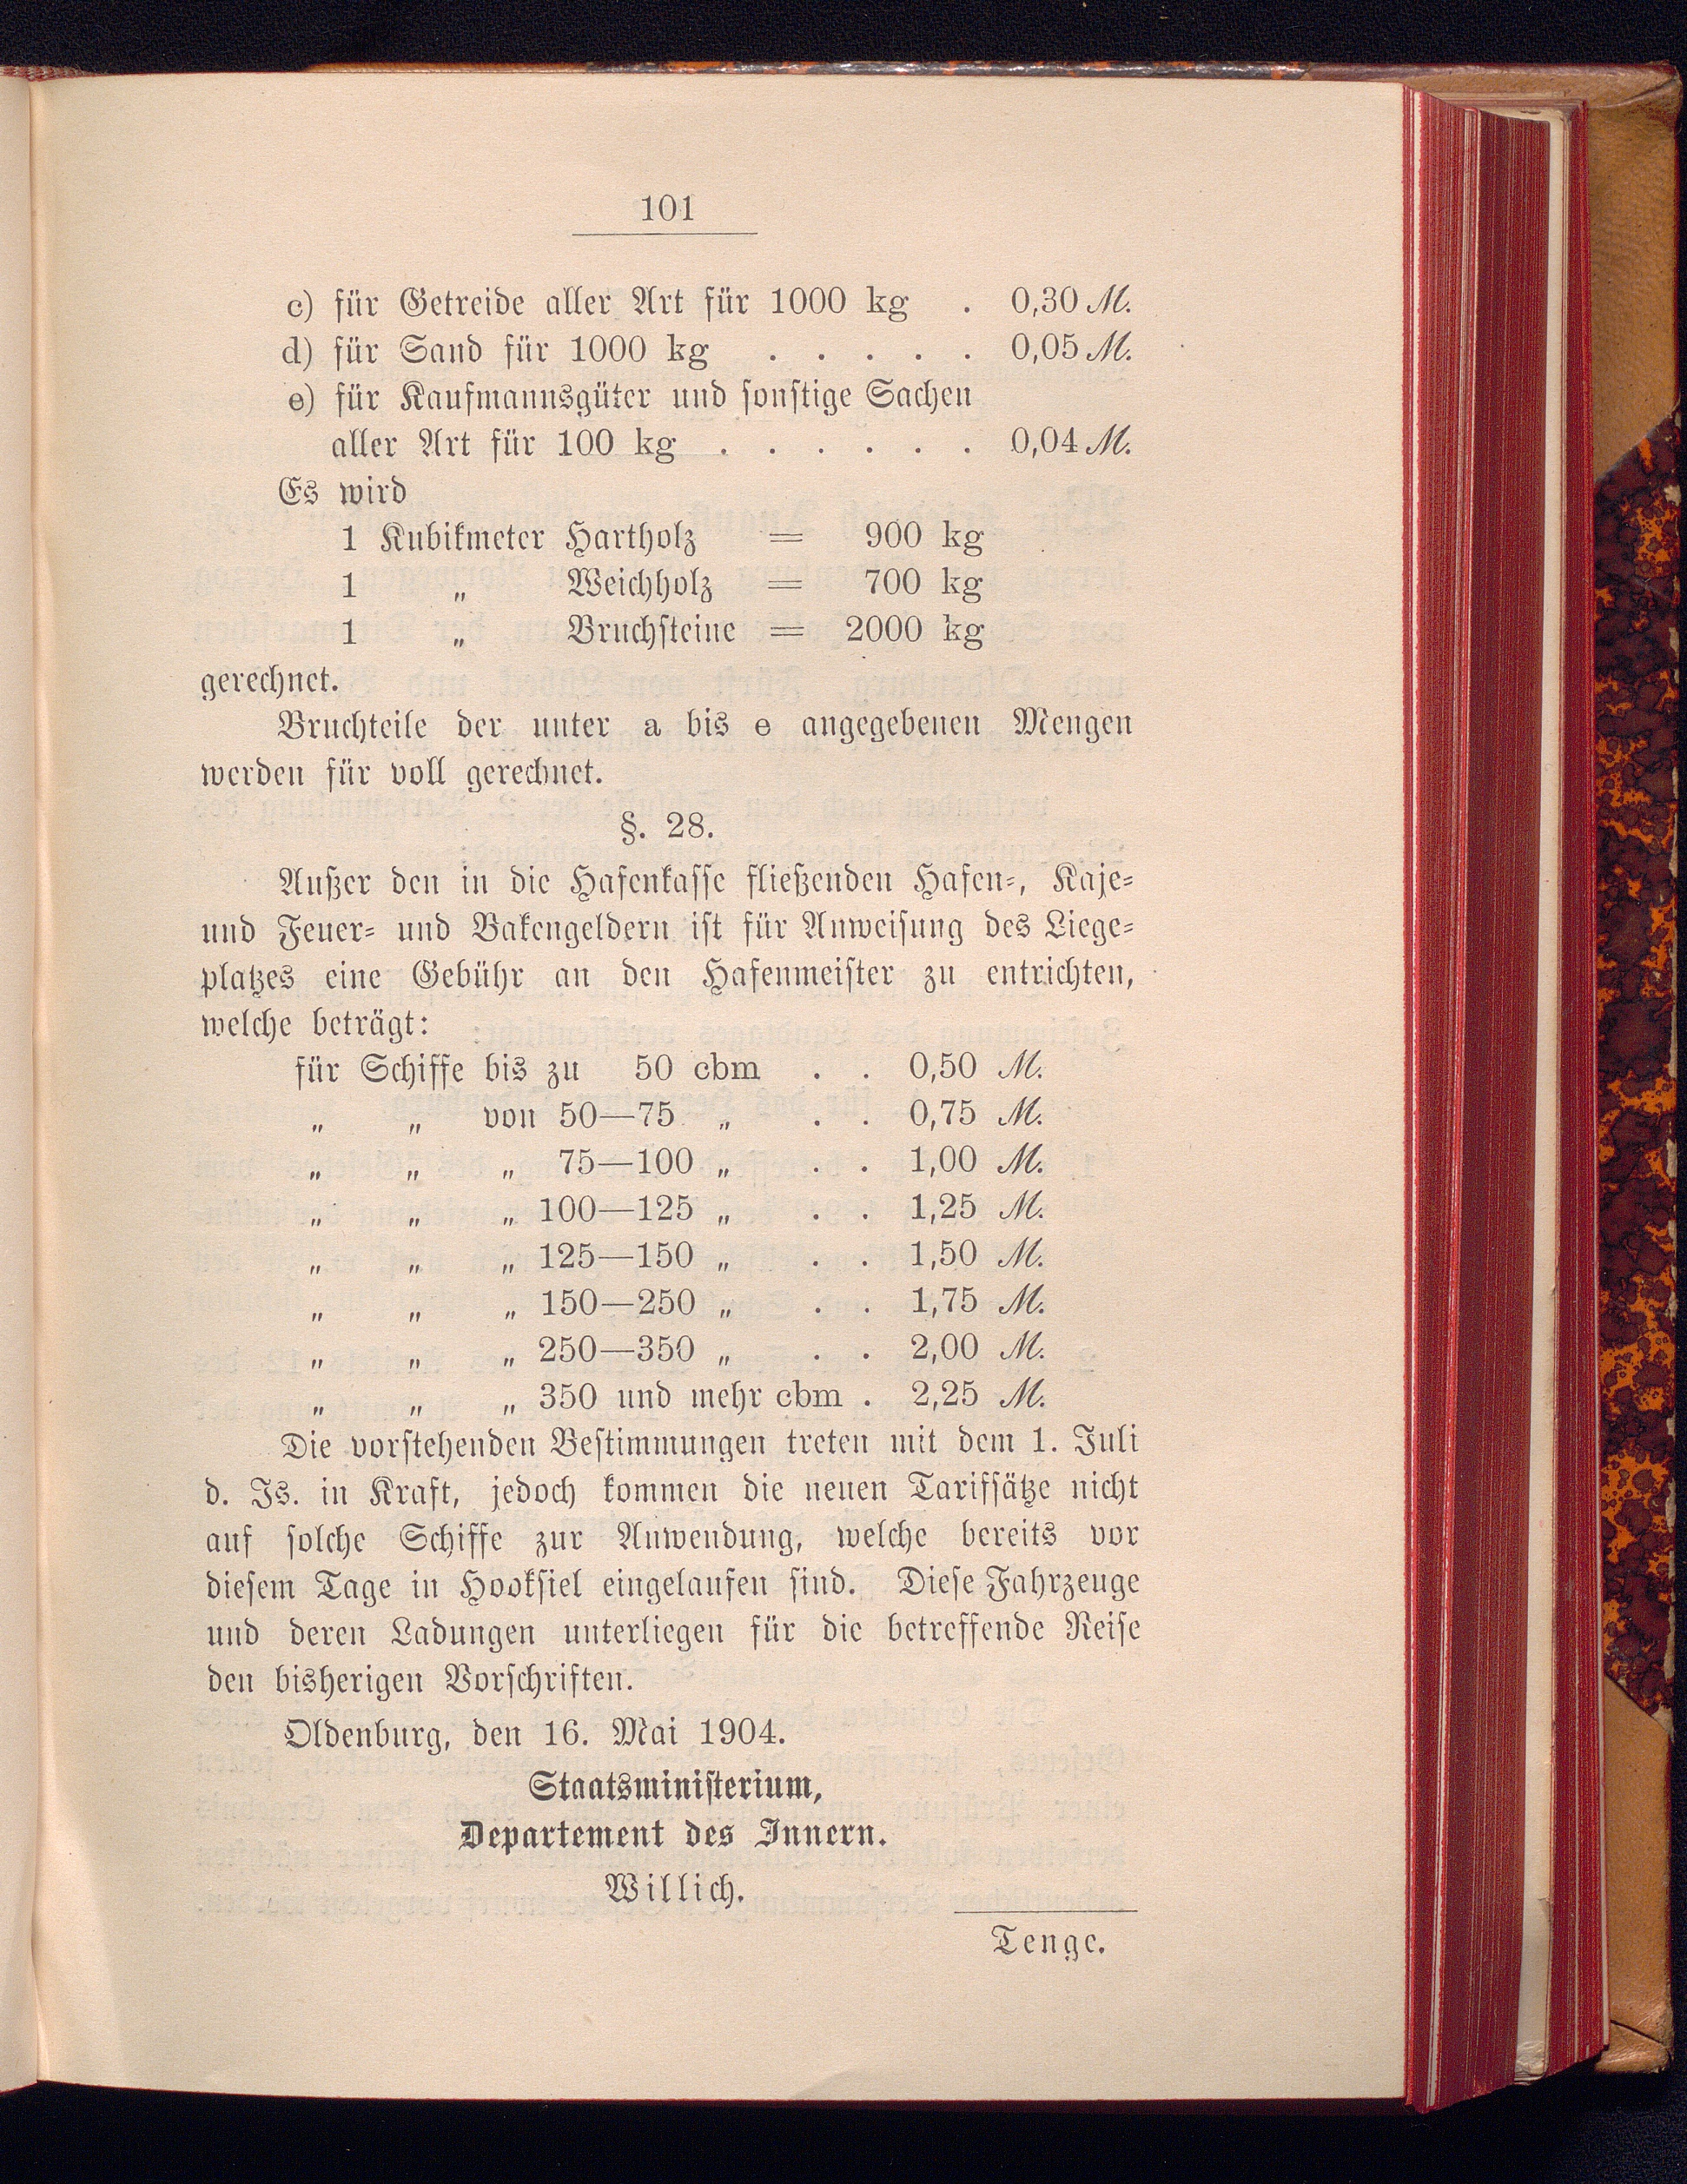 101
c) für Getreide aller Art für 1000 kg . 0,30 M.
d) für Sand für 1000 kg . . . . . 0,05 M.
e) für Kaufmannsgüter und sonstige Sachen
aller Art für 100 kg . . . . . . 0,04 M.
Es wird
1 Kubikmeter Hartholz = 900 kg
1 „ Weichholz = 700 kg
1 „ Bruchsteine = 2000 kg
gerechnet.
Bruchteile der unter a bis e angegebenen Mengen
werden für voll gerechnet.
§. 28.
Außer den in die Hafenkasse fließenden Hafen-, Kaje-
und Feuer- und Bakengeldern ist für Anweisung des Liege-
platzes eine Gebühr an den Hafenmeister zu entrichten,
welche beträgt:
für Schiffe bis zu 50 cbm . . 0,50 M.
„ „ von 50—75 „ . . 0,75 M.
„ „ „ 75—100 „ . . 1,00 M.
„ „ „ 100—125 „ . . 1,25 M.
„ „ „ 125—150 „ . . 1,50 M.
„ „ „ 150—250 „ . . 1,75 M.
„ „ „ 250—350 „ . . 2,00 M.
„ „ „ 350 und mehr cbm . 2,25 M.
Die vorstehenden Bestimmungen treten mit dem 1. Juli
d. Js. in Kraft, jedoch kommen die neuen Tarifsätze nicht
auf solche Schiffe zur Anwendung, welche bereits vor
diesem Tage in Hooksiel eingelaufen sind. Diese Fahrzeuge
und deren Ladungen unterliegen für die betreffende Reise
den bisherigen Vorschriften.
Oldenburg, den 16. Mai 1904.
Staatsministerium,
Departement des Innern.
Willich.
Tenge.